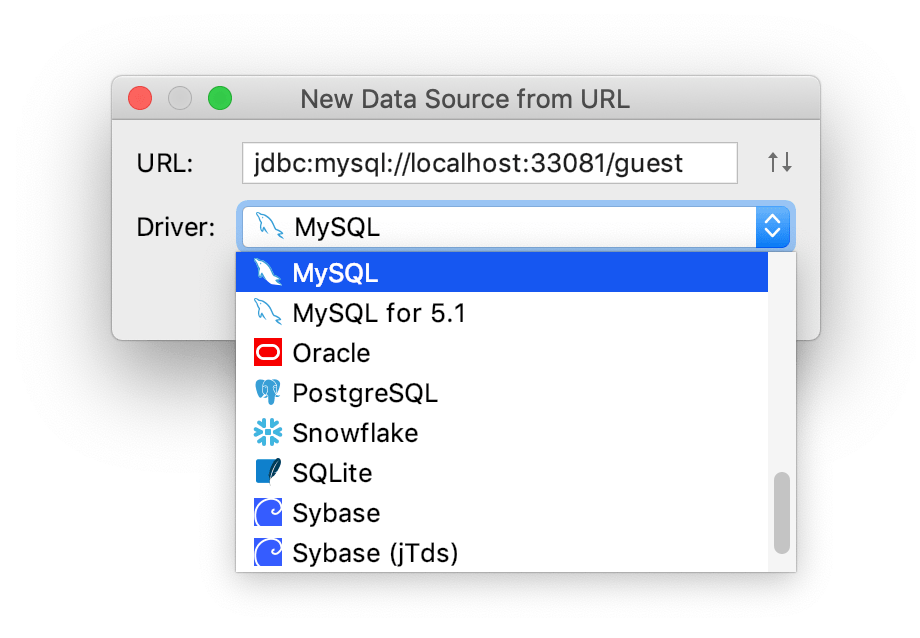 New Data Source from URL
URL: jdbc:mysql://localhost:33081/guest
Driver: MySQL
MySQL
MySQL for 5.1
Oracle
PostgreSQL
Snowflake
SQLite
Sybase
Sybase (jTds)